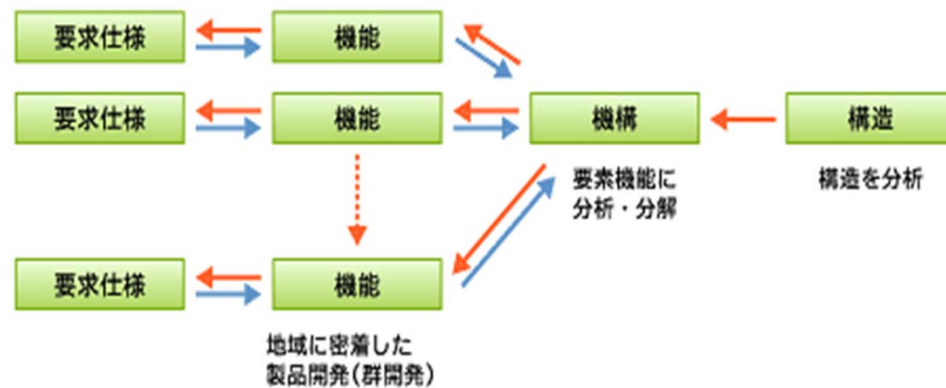 要求仕様
機能
要求仕様
機能
機構
構造
要素機能に
分析・分解
構造を分析
要求仕様
機能
地域に密着した
製品開発(群開発)